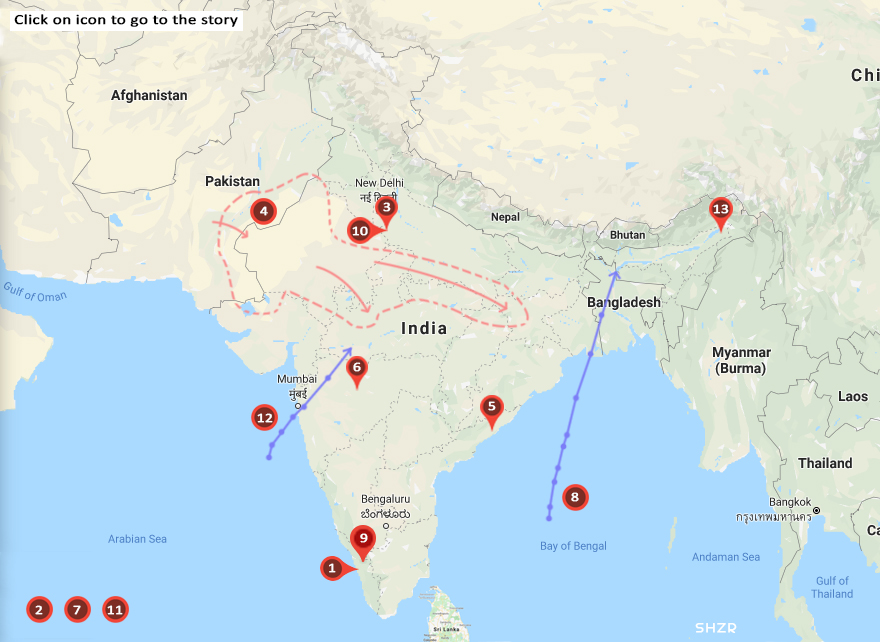 Click on icon to go to the story
Chi
Afghanistan
Pakistan
New Delhi
4
3
13
Nepal
10
Bhutan
Gulf of Oman
Bangladesh
India
Myanmar
(Burma)
6
Mumbai
मुंबई
Laos
5
12
Thailand
Bengaluru
ಬೆಂಗಳೂರು
8
Bangkok
กรุงเทพมหานคร
Ca
9
Arabian Sea
Bay of Bengal
Andaman Sea
1
Gulf of
Thailand
2
7
11
Sri Lanka
SHZR